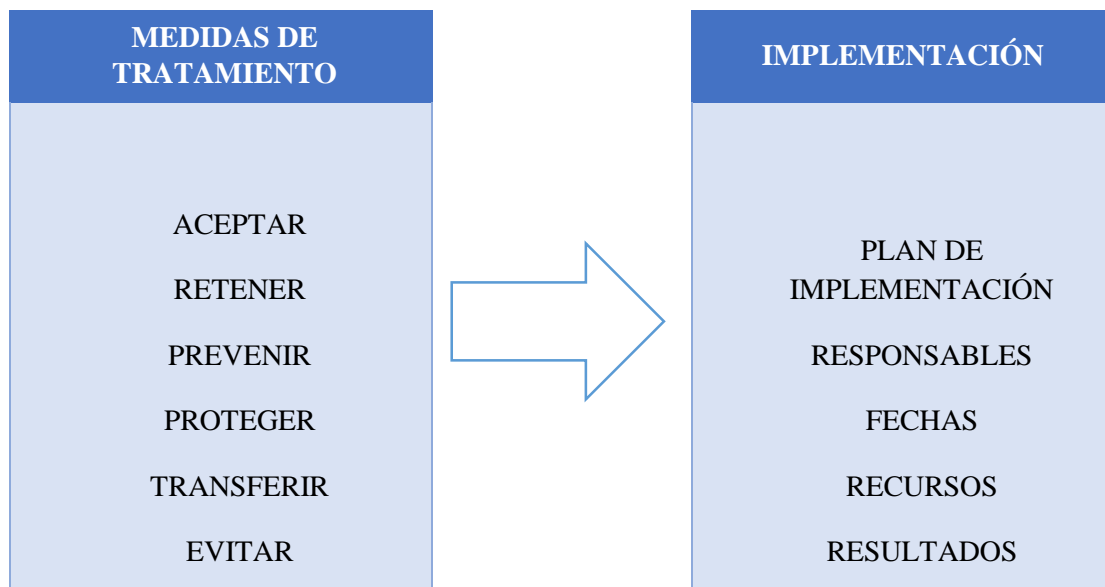 MEDIDAS DE
TRATAMIENTO
ACEPTAR
RETENER
PREVENIR
PROTEGER
TRANSFERIR
EVITAR
IMPLEMENTACIÓN
PLAN DE
IMPLEMENTACIÓN
RESPONSABLES
FECHAS
RECURSOS
RESULTADOS